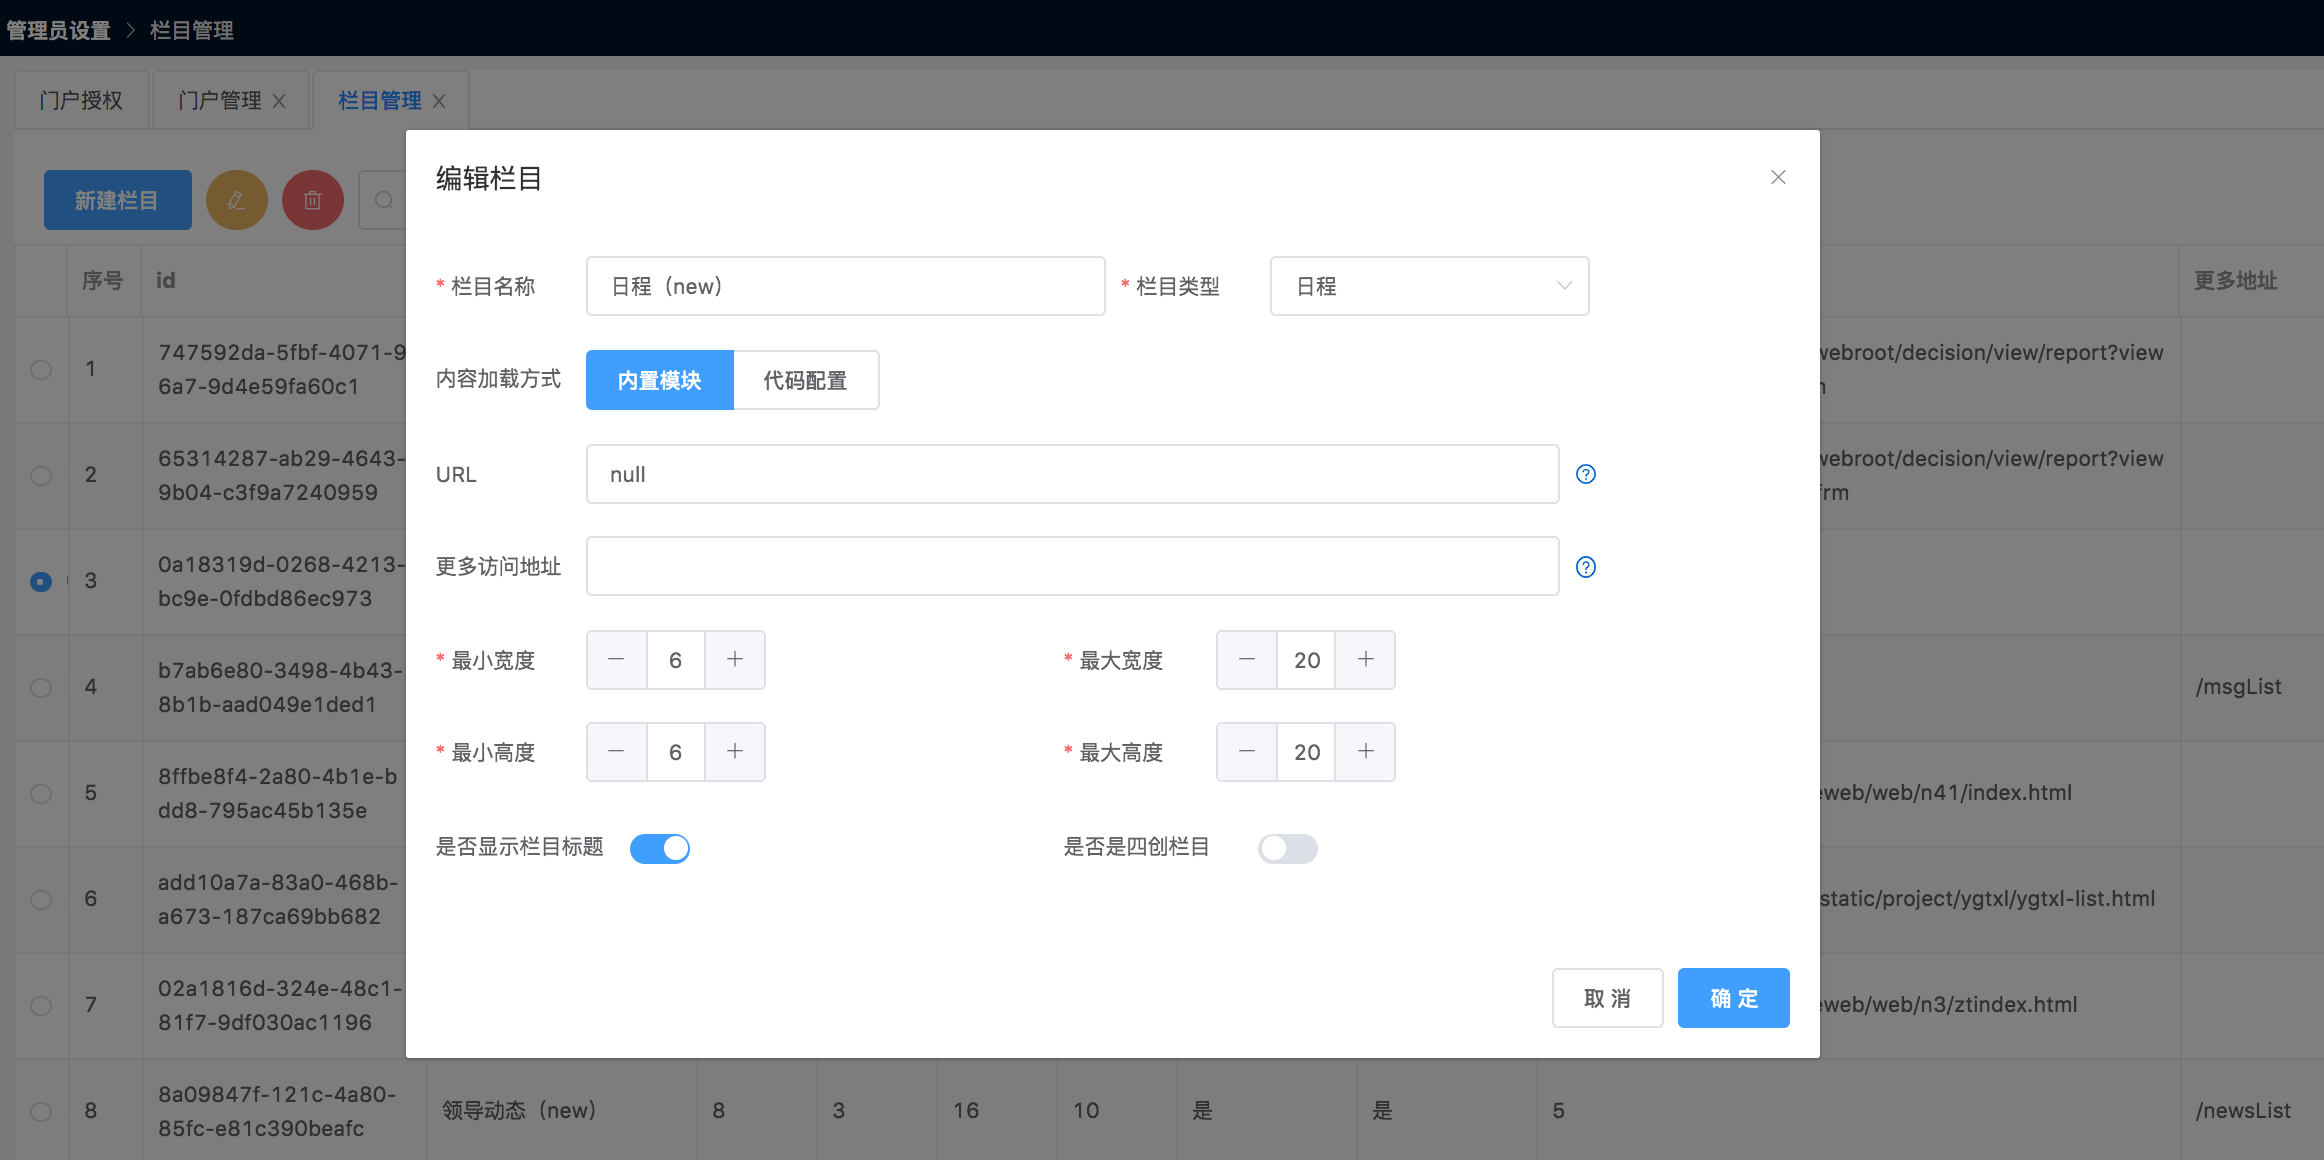 管理员设置 > 栏目管理
门户授权
门户管理
栏目管理
新建栏目
序号
id
更多地址
1
747592da-5fbf-4071-9
6a7-9d4e59fa60c1
webroot/decision/view/report?view
2
65314287-ab29-4643-
9b04-c3f9a7240959
webroot/decision/view/report?view
frm
3
0a18319d-0268-4213-
bc9e-0fdbd86ec973
4
b7ab6e80-3498-4b43-
8b1b-aad049e1ded1
/msgList
5
8ffbe8f4-2a80-4b1e-b
dd8-795ac45b135e
eweb/web/n41/index.html
6
add10a7a-83a0-468b-
a673-187ca69bb682
static/project/ygtxl/ygtxl-list.html
7
02a1816d-324e-48c1-
81f7-9df030ac1196
eweb/web/n3/ztindex.html
8
8a09847f-121c-4a80-
85fc-e81c390beafc
领导动态（new）
8
3
16
10
是
是
5
/newsList
编辑栏目
* 栏目名称
日程（new）
* 栏目类型
日程
内容加载方式
内置模块
代码配置
URL
null
更多访问地址
* 最小宽度
6
* 最大宽度
20
* 最小高度
6
* 最大高度
20
是否显示栏目标题
是否是四创栏目
取 消
确 定